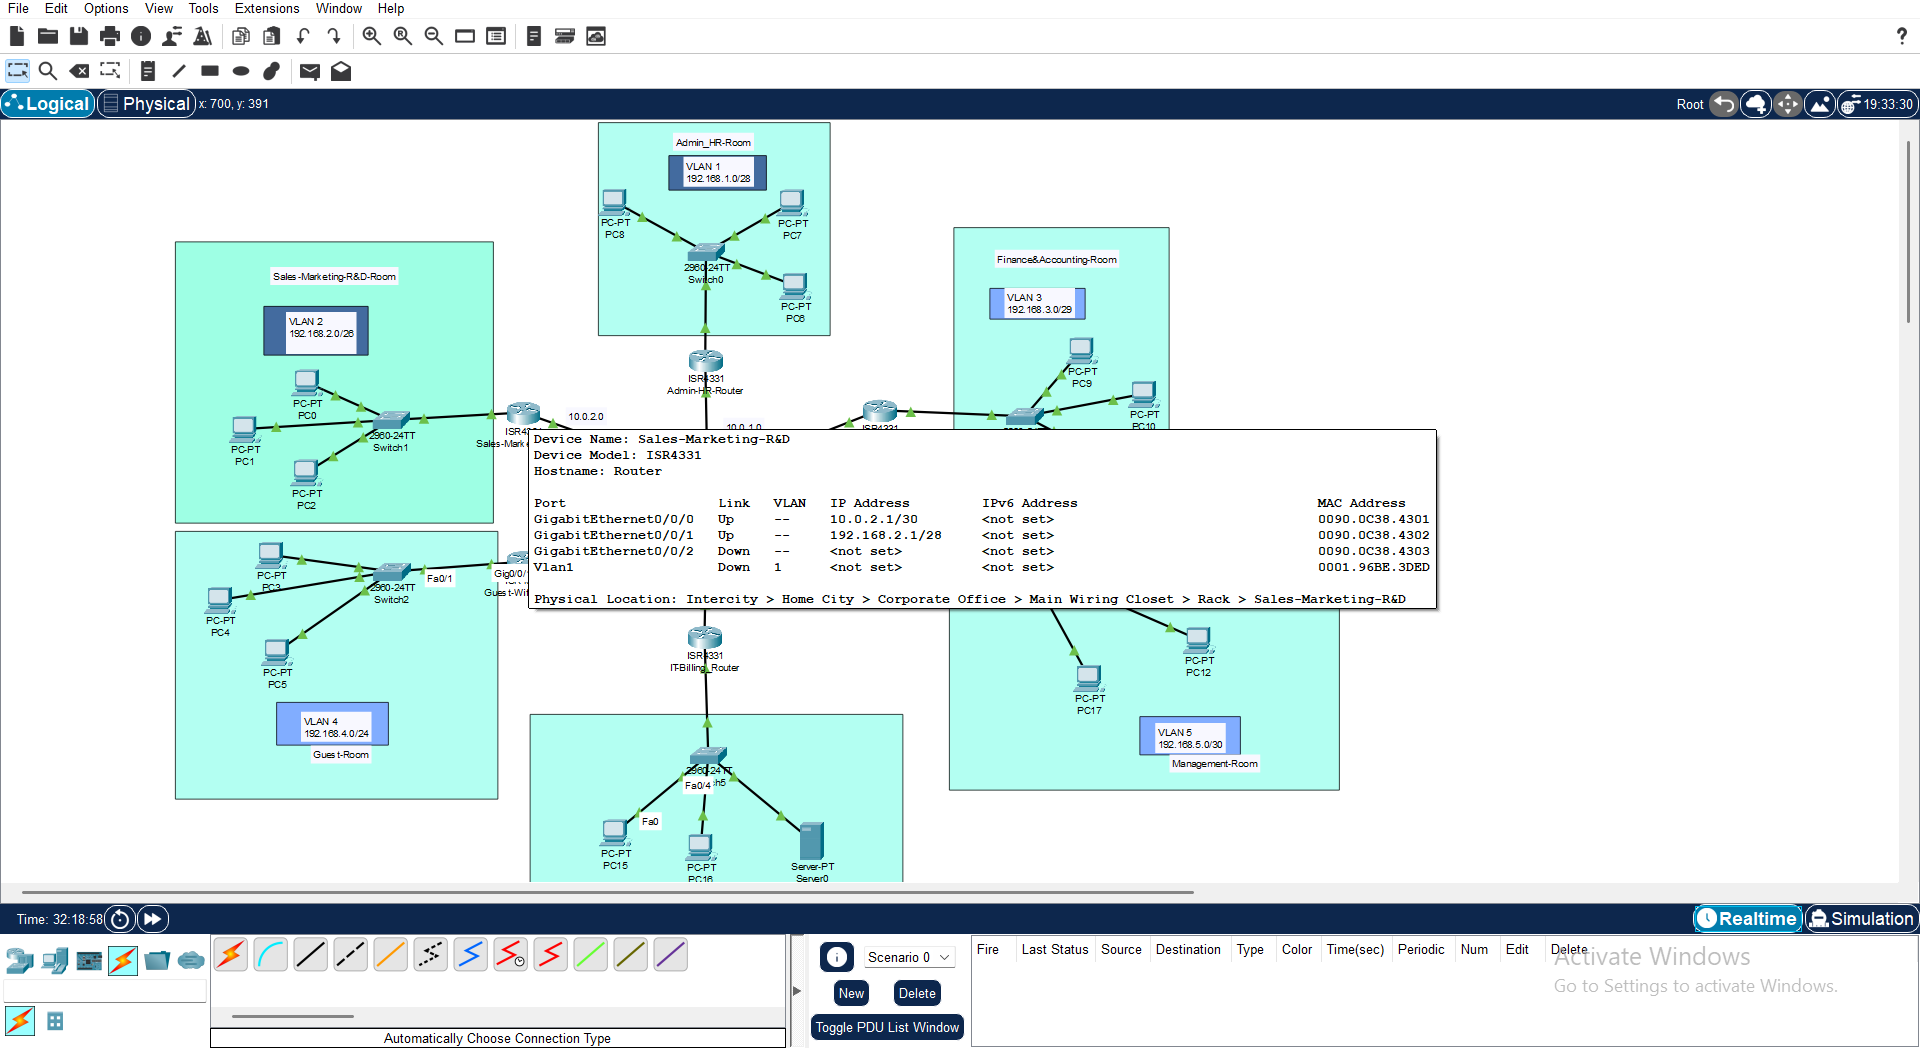 File Edit Options View Tools Extensions Window Help
?
Logical Physical x: 700, y: 391
Root 19:33:30
Admin_HR-Room
VLAN 1
192.168.1.0/28
PC-PT
PC8
PC-PT
PC7
2960-24TT
Switch0
PC-PT
PC6
ISR4331
Admin-HR-Router
Sales-Marketing-R&D-Room
VLAN 2
192.168.2.0/26
PC-PT
PC0
PC-PT
PC1
PC-PT
PC2
2960-24TT
Switch1
10.0.2.0
10.0.1.0
Finance&Accounting-Room
VLAN 3
192.168.3.0/29
PC-PT
PC9
PC-PT
PC10
ISR4331
Device Name: Sales-Marketing-R&D
Device Model: ISR4331
Hostname: Router
Port Link VLAN IP Address IPv6 Address MAC Address
GigabitEthernet0/0/0 Up -- 10.0.2.1/30 <not set> 0090.0C38.4301
GigabitEthernet0/0/1 Up -- 192.168.2.1/28 <not set> 0090.0C38.4302
GigabitEthernet0/0/2 Down -- <not set> <not set> 0090.0C38.4303
Vlan1 Down 1 <not set> <not set> 0001.96BE.3DED
Physical Location: Intercity > Home City > Corporate Office > Main Wiring Closet > Rack > Sales-Marketing-R&D
PC-PT
PC3
PC-PT
PC4
PC-PT
PC5
2960-24TT
Switch2
Fa0/1
VLAN 4
192.168.4.0/24
Guest-Room
ISR4331
IT-Billing_Router
2960-24TT
Fa0/4
Fa0
PC-PT
PC15
PC-PT
PC16
Server-PT
Server0
PC-PT
PC12
PC-PT
PC17
VLAN 5
192.168.5.0/30
Management-Room
Time: 32:18:58
Realtime Simulation
Automatically Choose Connection Type
Scenario 0
New Delete
Toggle PDU List Window
Fire Last Status Source Destination Type Color Time(sec) Periodic Num Edit Delete
Activate Windows
Go to Settings to activate Windows.